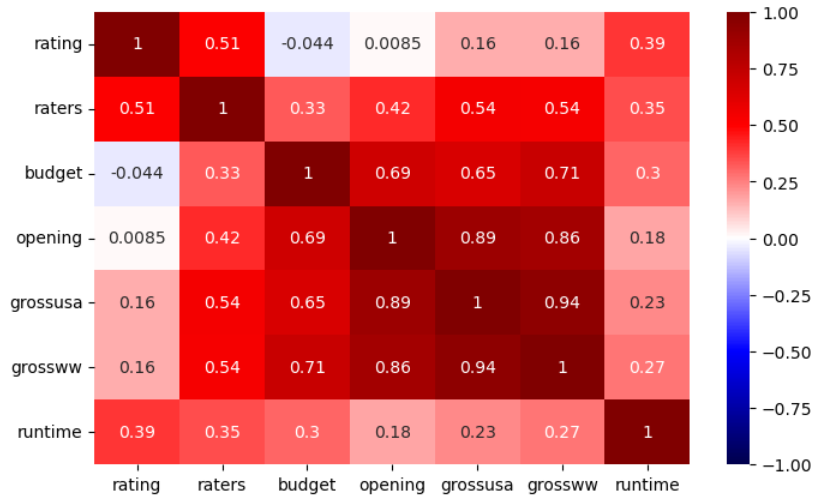 rating 1 0.51 -0.044 0.0085 0.16 0.16 0.39
raters 0.51 1 0.33 0.42 0.54 0.54 0.35
budget -0.044 0.33 1 0.69 0.65 0.71 0.3
opening 0.0085 0.42 0.69 1 0.89 0.86 0.18
grossusa 0.16 0.54 0.65 0.89 1 0.94 0.23
grossww 0.16 0.54 0.71 0.86 0.94 1 0.27
runtime 0.39 0.35 0.3 0.18 0.23 0.27 1
rating raters budget opening grossusa grossww runtime
1.00
0.75
0.50
0.25
0.00
−0.25
−0.50
−0.75
−1.00